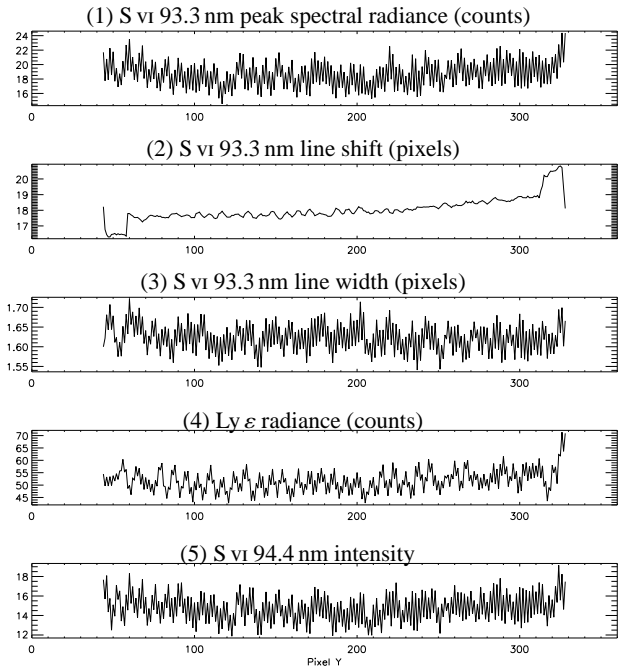 (1) S VI 93.3 nm peak spectral radiance (counts)
24
22
20
18
16
0 100 200 300
(2) S VI 93.3 nm line shift (pixels)
20
19
18
17
0 100 200 300
(3) S VI 93.3 nm line width (pixels)
1.70
1.65
1.60
1.55
0 100 200 300
(4) Ly ε radiance (counts)
70
65
60
55
50
45
0 100 200 300
(5) S VI 94.4 nm intensity
18
16
14
12
0 100 200 300
Pixel Y